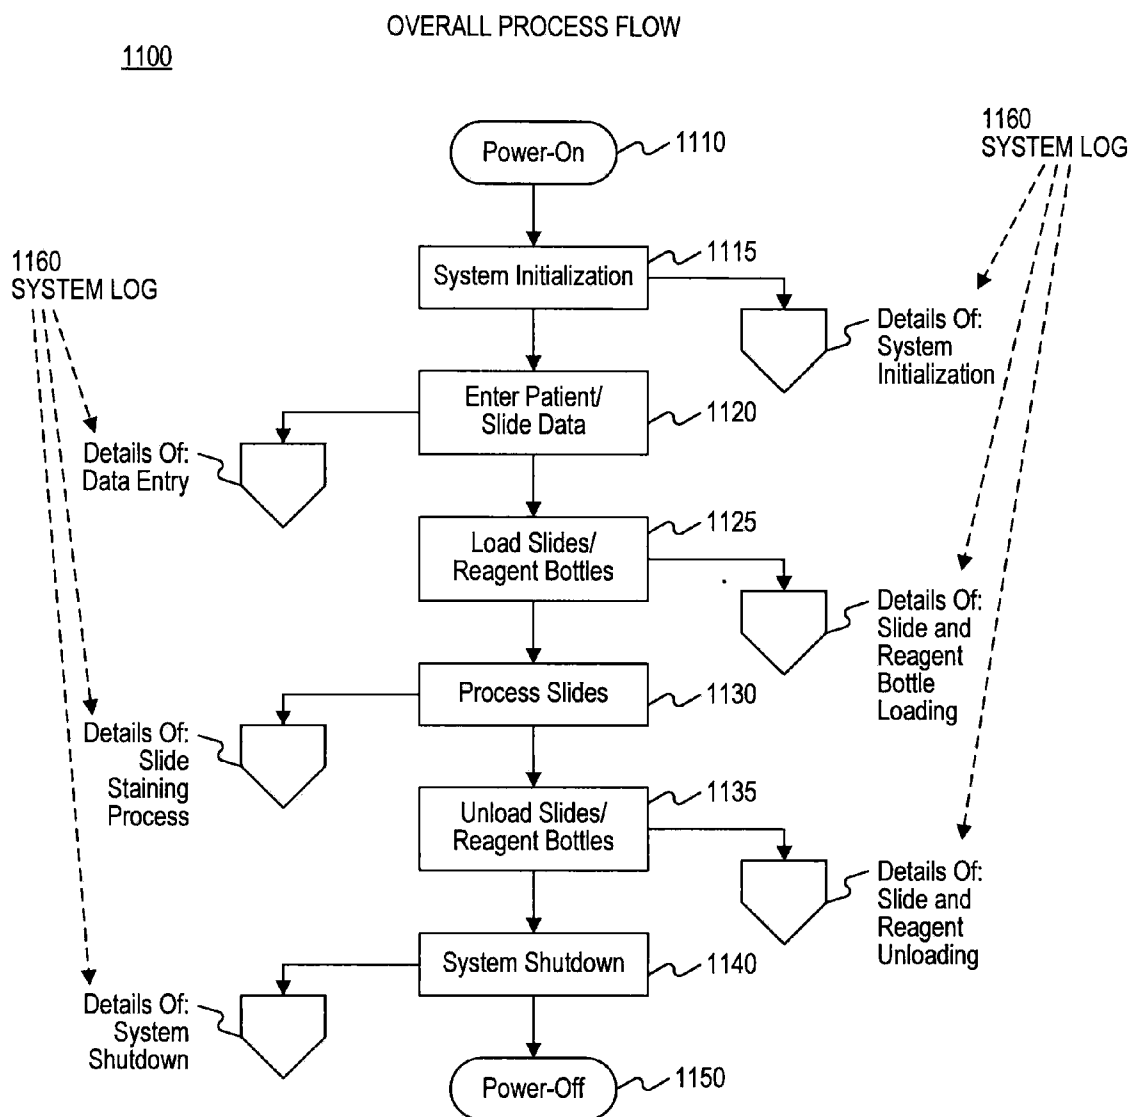 OVERALL PROCESS FLOW
1100
1160
SYSTEM LOG
Power-On
1110
1115
System Initialization
1160
SYSTEM LOG
Details Of:
System
Initialization
Enter Patient/
Slide Data
1120
Details Of:
Data Entry
1125
Load Slides/
Reagent Bottles
Details Of:
Slide and
Reagent
Bottle
Loading
Process Slides
1130
Details Of:
Slide
Staining
Process
1135
Unload Slides/
Reagent Bottles
Details Of:
Slide and
Reagent
Unloading
System Shutdown
1140
Details Of:
System
Shutdown
Power-Off
1150